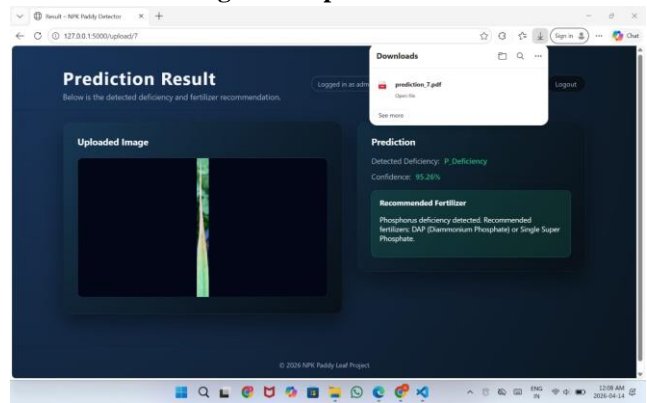 Result - NPK Paddy Detector
127.0.0.1:5000/upload/7
Sign in
Chat
Downloads
prediction_7.pdf
Open file
See more
Prediction Result
Below is the detected deficiency and fertilizer recommendation.
Logged in as
Logout
Uploaded Image
Prediction
Detected Deficiency: P_Deficiency
Confidence: 95.26%
Recommended Fertilizer
Phosphorus deficiency detected. Recommended
fertilizers: DAP (Diammonium Phosphate) or Single Super
Phosphate.
© 2026 NPK Paddy Leaf Project
ENG
IN
12:09 AM
2026-04-14